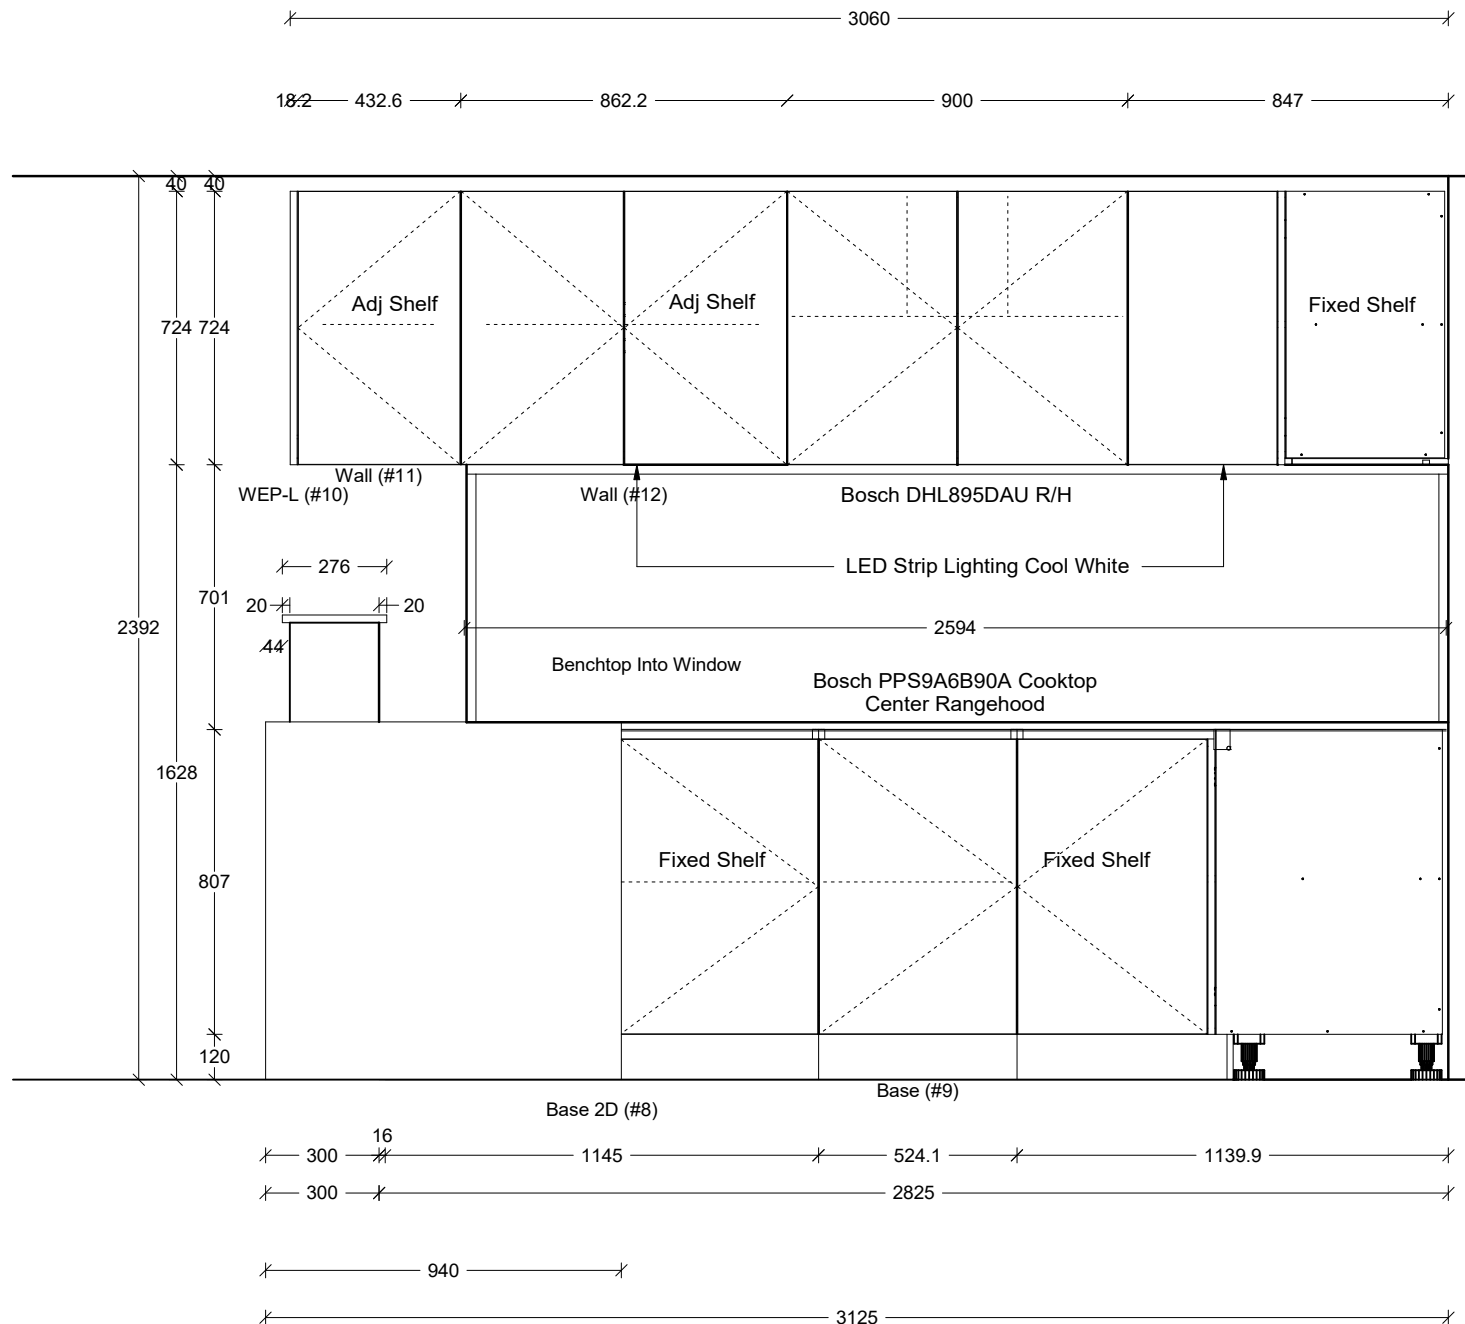 3060
18.2 432.6 862.2 900 847
40 40
Adj Shelf Adj Shelf Fixed Shelf
724 724
Wall (#11)
WEP-L (#10) Wall (#12) Bosch DHL895DAU R/H
276 LED Strip Lighting Cool White
701
20 20
2392 2594
44
Benchtop Into Window
Bosch PPS9A6B90A Cooktop
Center Rangehood
1628
Fixed Shelf Fixed Shelf
807
120
Base (#9)
Base 2D (#8)
16
300 1145 524.1 1139.9
300 2825
940
3125